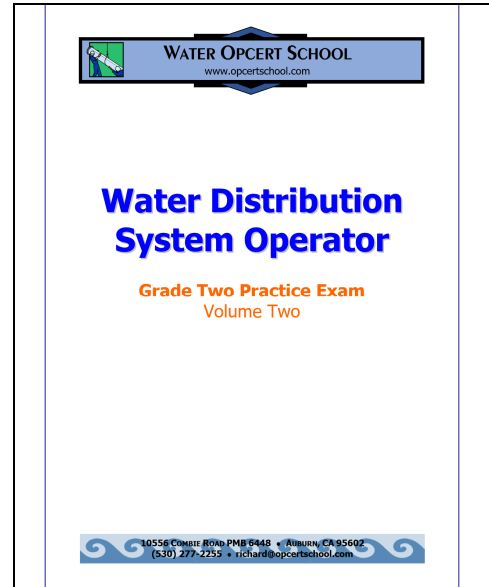 WATER OPCERT SCHOOL
www.opcertschool.com
Water Distribution
System Operator
Grade Two Practice Exam
Volume Two
10556 COMBIE ROAD PMB 6448 • AUBURN, CA 95602
(530) 277-2255 • richard@opcertschool.com